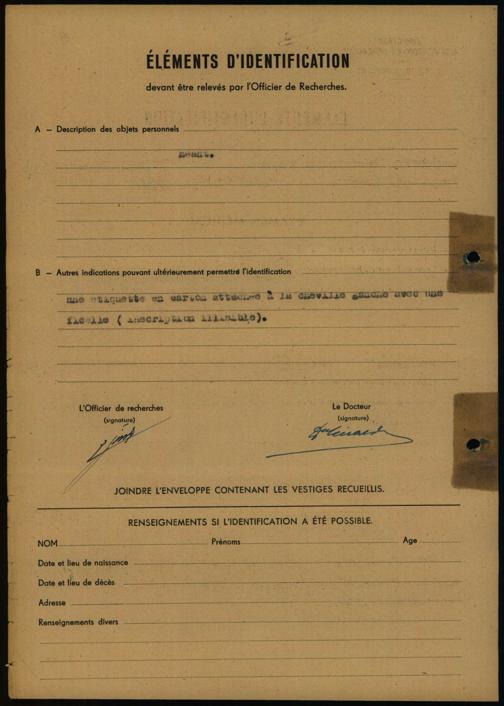 ÉLÉMENTS D'IDENTIFICATION
devant être relevés par l'Officier de Recherches.
A – Description des objets personnels
Néant.
B – Autres indications pouvant ultérieurement permettre l'identification
une etiquette en carton attachée à la cheville gauche avec une
ficelle ( inscription illisible).
L'Officier de recherches
(signature)
Le Docteur
(signature)
JOINDRE L'ENVELOPPE CONTENANT LES VESTIGES RECUEILLIS.
RENSEIGNEMENTS SI L'IDENTIFICATION A ÉTÉ POSSIBLE.
NOM Prénoms Age
Date et lieu de naissance
Date et lieu de décès
Adresse
Renseignements divers